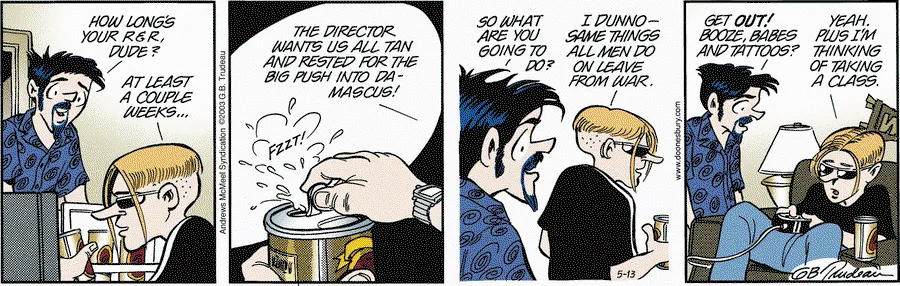 HOW LONG'S
YOUR R&R,
DUDE?
AT LEAST
A COUPLE
WEEKS...
Andrews McMeel Syndication ©2003 G.B. Trudeau
THE DIRECTOR
WANTS US ALL TAN
AND RESTED FOR THE
BIG PUSH INTO DA-
MASCUS!
FZZT!
SO WHAT
ARE YOU
GOING TO
DO?
I DUNNO—
SAME THINGS
ALL MEN DO
ON LEAVE
FROM WAR.
5-13
www.doonesbury.com
GET OUT!
BOOZE, BABES
AND TATTOOS?
YEAH.
PLUS I'M
THINKING
OF TAKING
A CLASS.
GB Trudeau